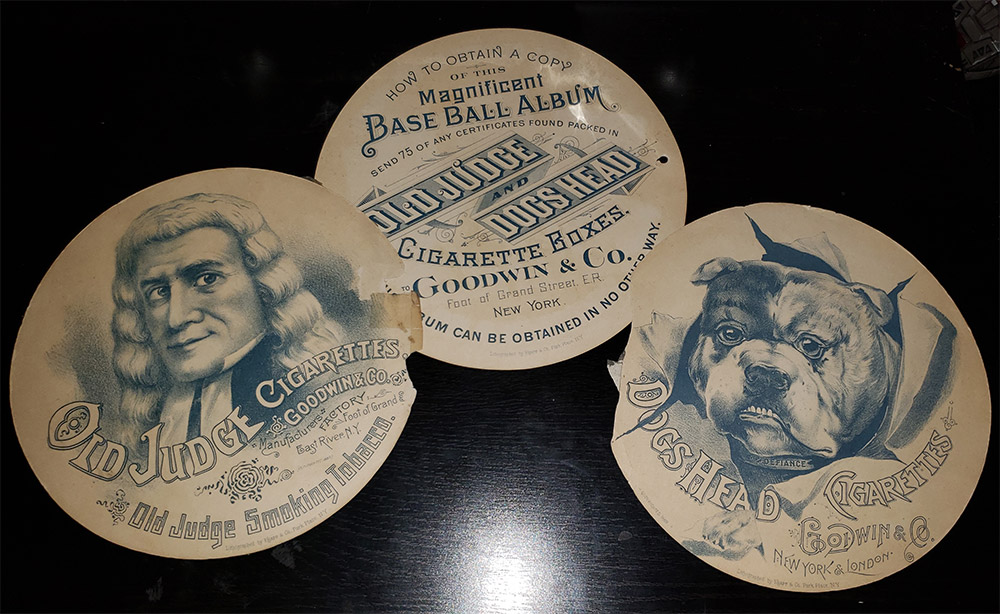 HOW TO OBTAIN A COPY
OF THIS
Magnificent
BASE BALL ALBUM
SEND 75 OF ANY CERTIFICATES FOUND PACKED IN
OLD JUDGE
AND
DOGS HEAD
CIGARETTE BOXES,
TO GOODWIN & CO.
Foot of Grand Street, E.R.
NEW YORK.
BUM CAN BE OBTAINED IN NO OTHER WAY.
OLD JUDGE CIGARETTES,
GOODWIN & CO.
Manufacturers
FACTORY
Foot of Grand
East River N.Y.
Old Judge Smoking Tobacco.
DEFIANCE
DOGS HEAD CIGARETTES
GOODWIN & CO.
NEW YORK & LONDON.